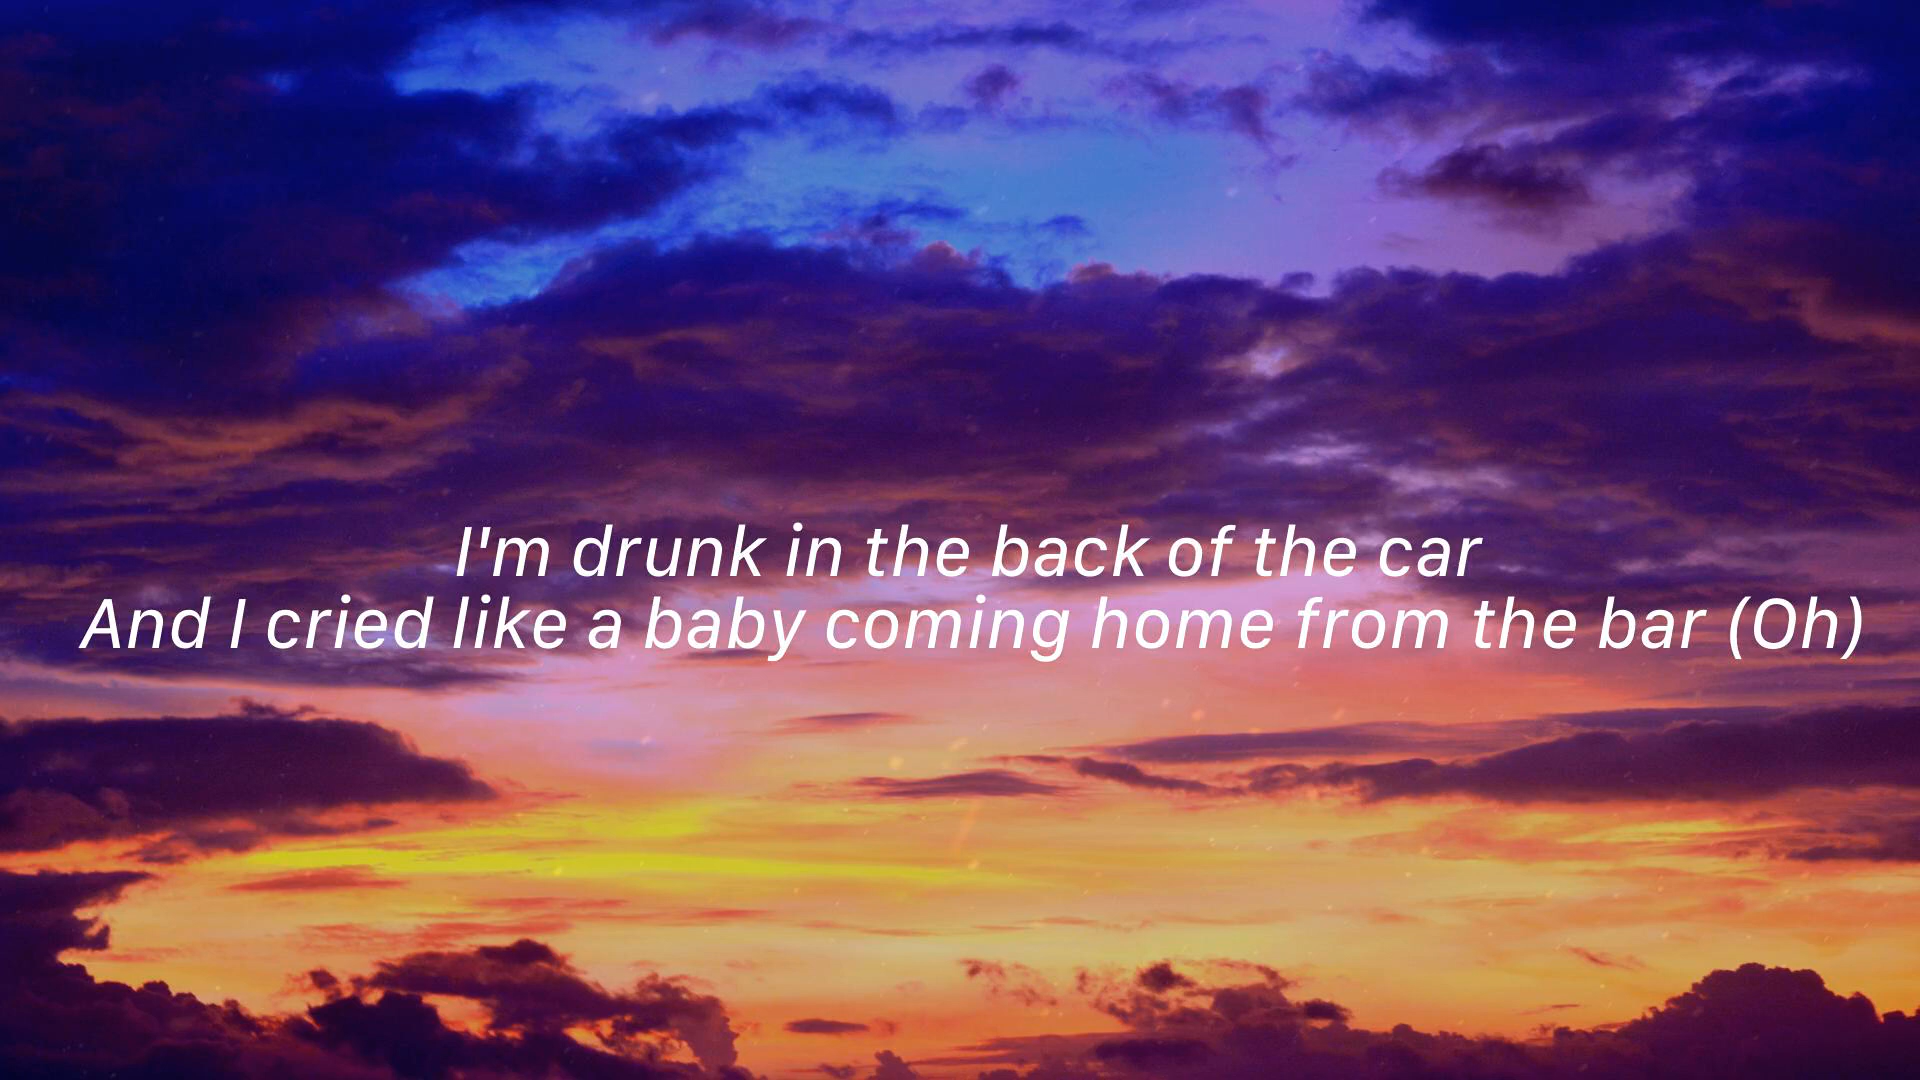 I'm drunk in the back of the car
And I cried like a baby coming home from the bar (Oh)